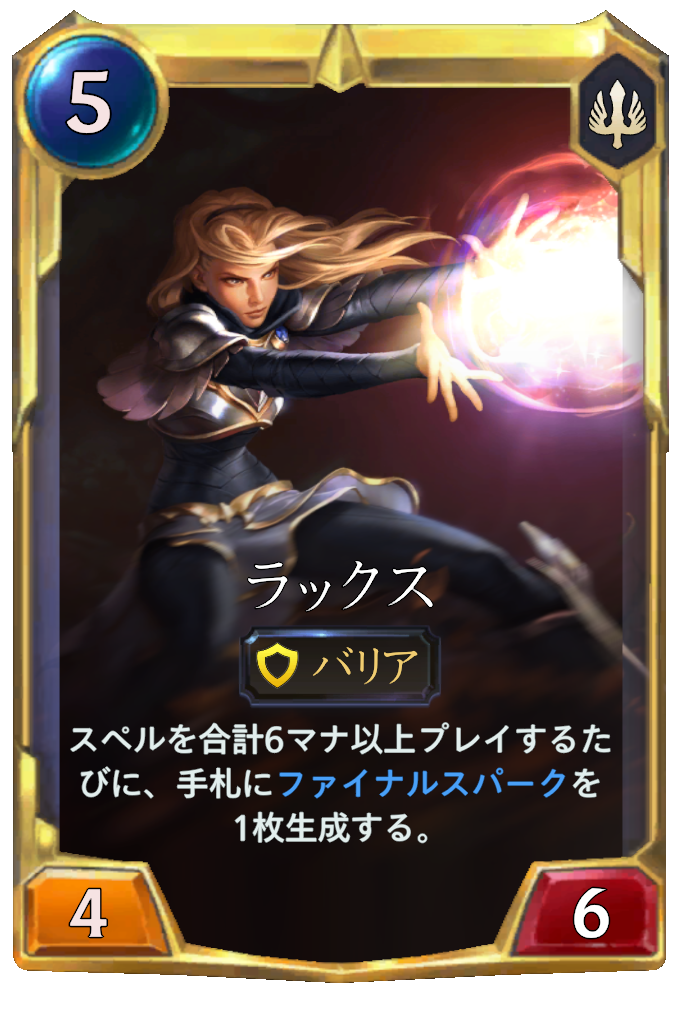 5
ラックス
バリア
スペルを合計6マナ以上プレイするた
びに、手札にファイナルスパークを
1枚生成する。
4
6